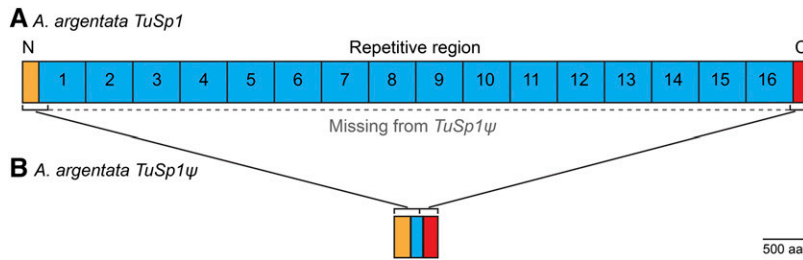 A A. argentata TuSp1
N Repetitive region C
1 2 3 4 5 6 7 8 9 10 11 12 13 14 15 16
Missing from TuSp1ψ
B A. argentata TuSp1ψ
500 aa